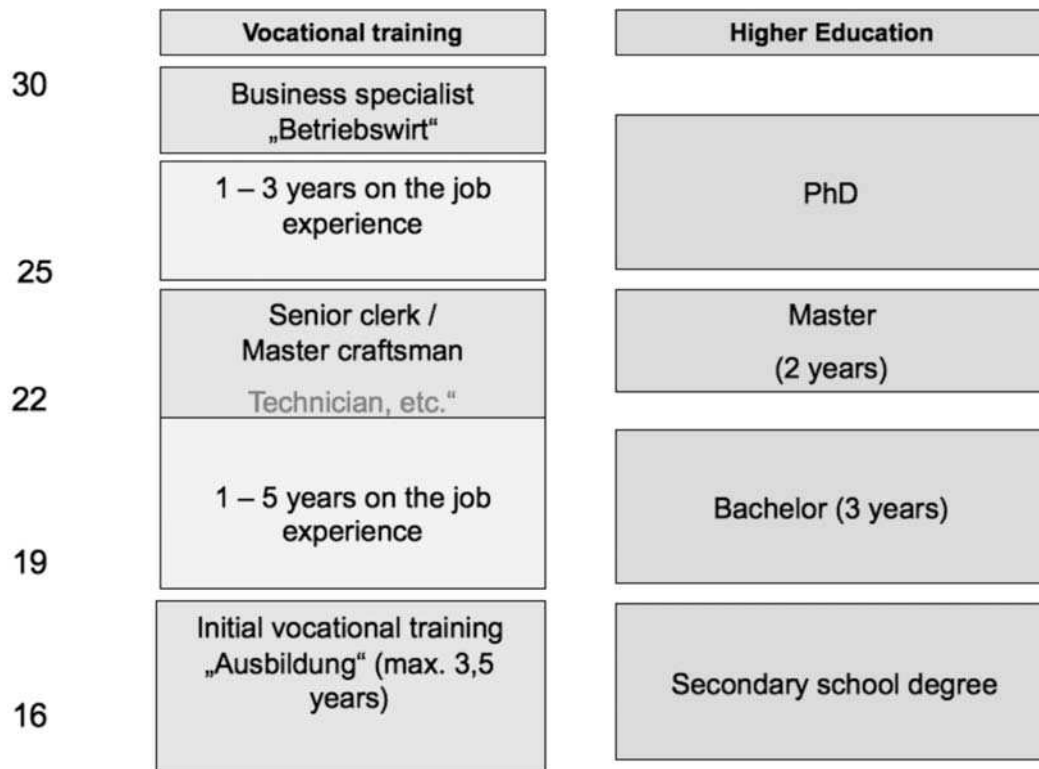 Vocational training
Higher Education
30
Business specialist
„Betriebswirt“
1 – 3 years on the job
experience
PhD
25
Senior clerk /
Master craftsman
Technician, etc.“
Master
(2 years)
22
1 – 5 years on the job
experience
Bachelor (3 years)
19
Initial vocational training
„Ausbildung“ (max. 3,5
years)
Secondary school degree
16